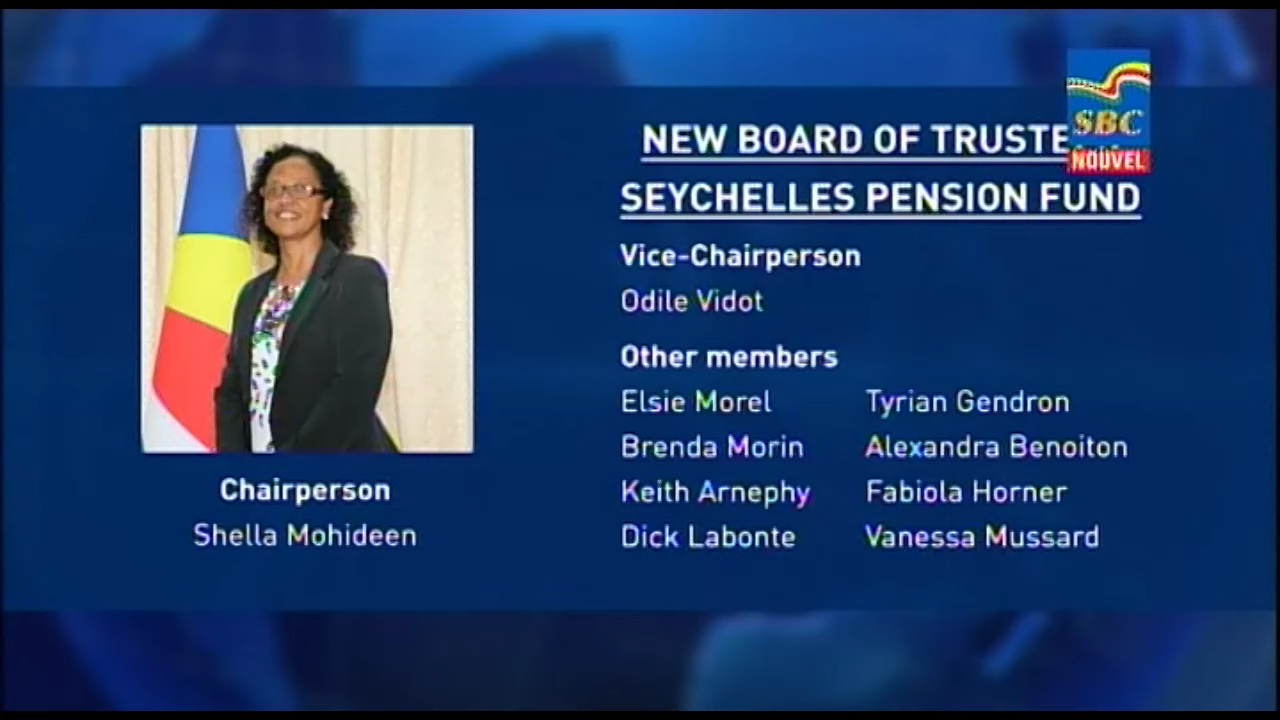 NEW BOARD OF TRUSTE
SEYCHELLES PENSION FUND
SBC
NOUVEL
Chairperson
Shella Mohideen
Vice-Chairperson
Odile Vidot
Other members
Elsie Morel
Brenda Morin
Keith Arnephy
Dick Labonte
Tyrian Gendron
Alexandra Benoiton
Fabiola Horner
Vanessa Mussard